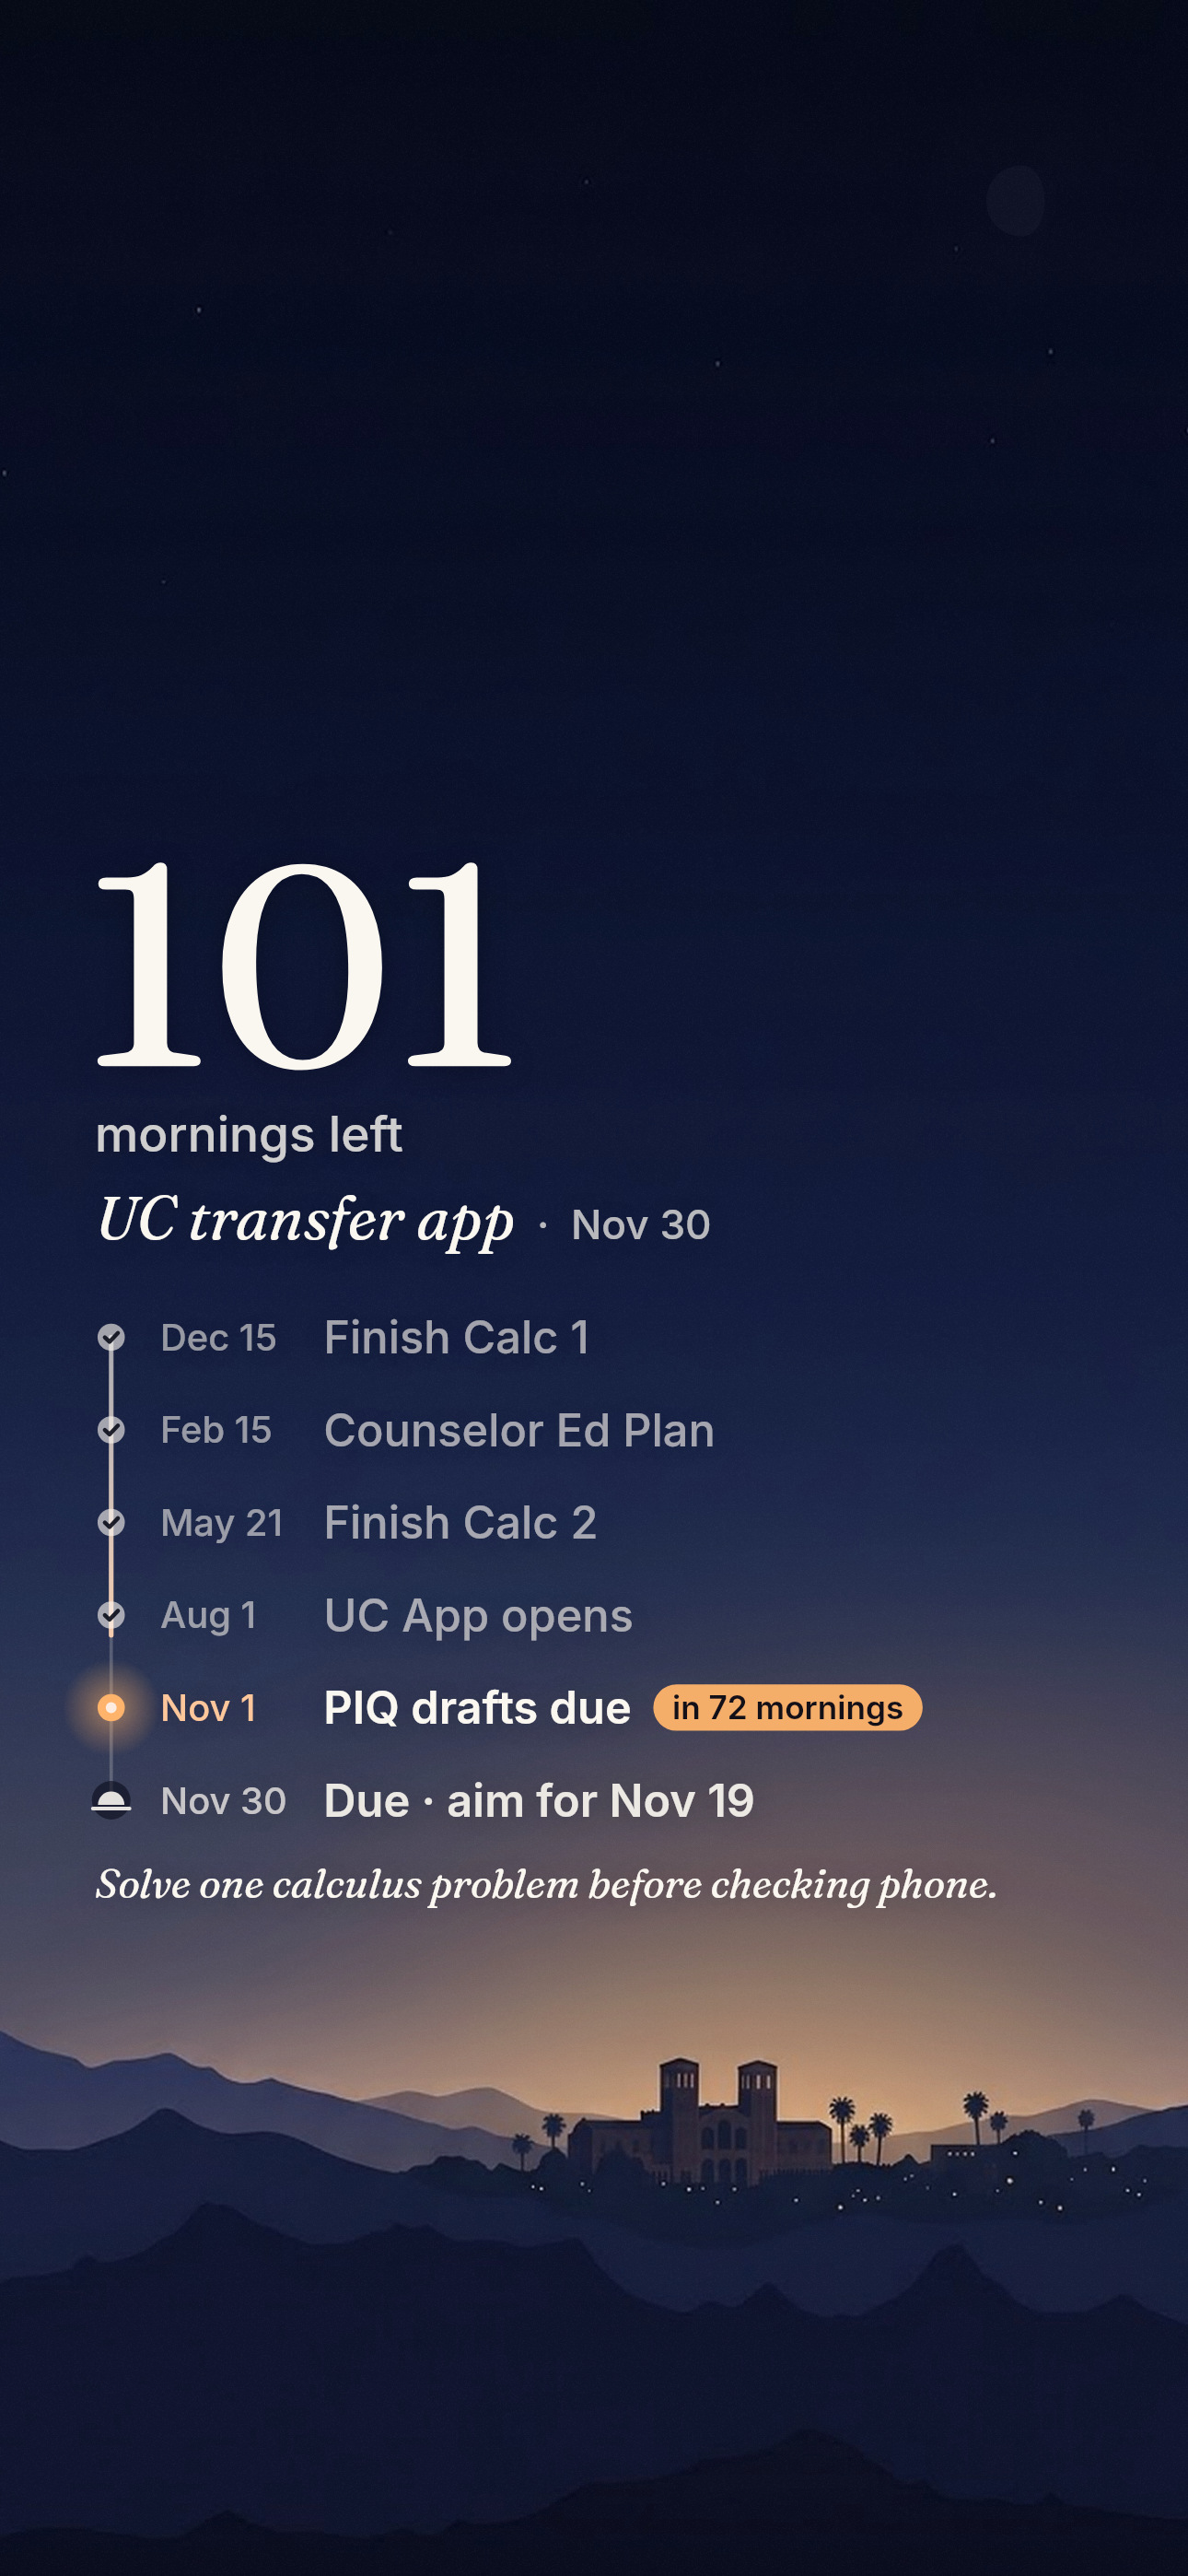 101
mornings left
UC transfer app · Nov 30
Dec 15 Finish Calc 1
Feb 15 Counselor Ed Plan
May 21 Finish Calc 2
Aug 1 UC App opens
Nov 1 PIQ drafts due in 72 mornings
Nov 30 Due · aim for Nov 19
Solve one calculus problem before checking phone.